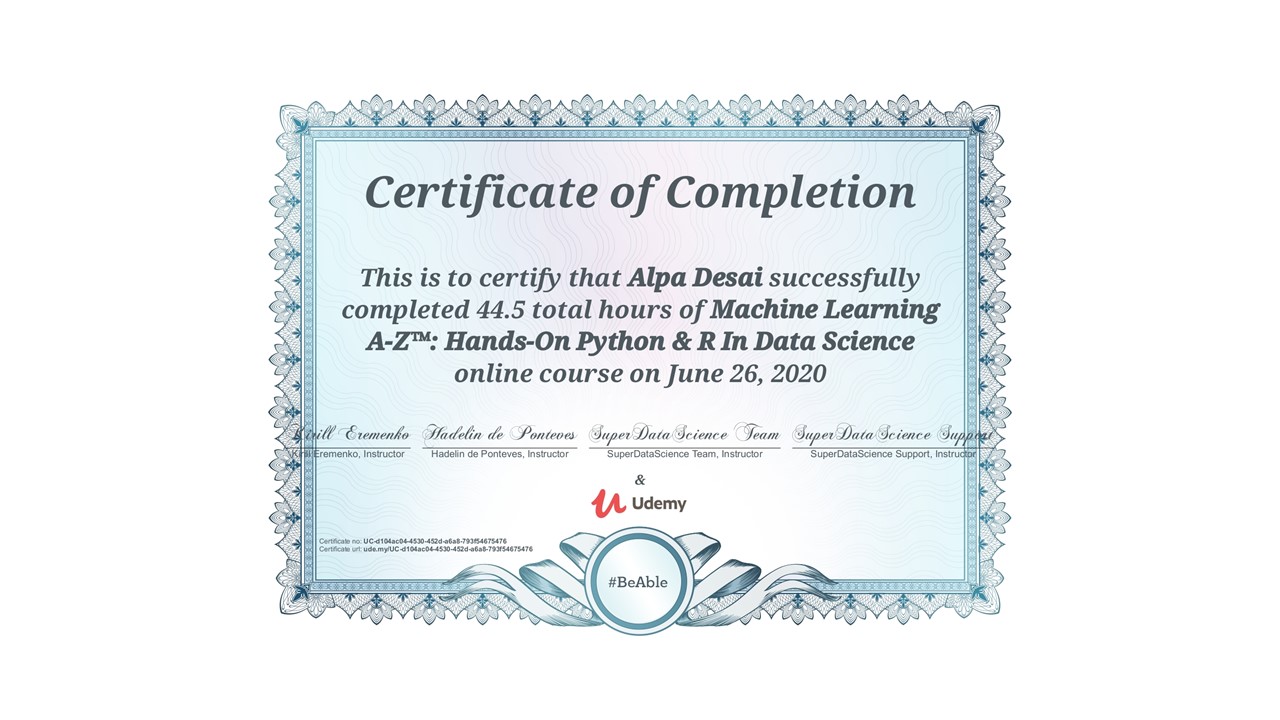 Certificate of Completion
This is to certify that Alpa Desai successfully
completed 44.5 total hours of Machine Learning
A-Z™: Hands-On Python & R In Data Science
online course on June 26, 2020
Kirill Eremenko Hadelin de Ponteves SuperDataScience Team SuperDataScience Support
Kirill Eremenko, Instructor Hadelin de Ponteves, Instructor SuperDataScience Team, Instructor SuperDataScience Support, Instructor
&
Udemy
Certificate no: UC-d104ac04-4530-452d-a6a8-793f54675476
Certificate url: ude.my/UC-d104ac04-4530-452d-a6a8-793f54675476
#BeAble